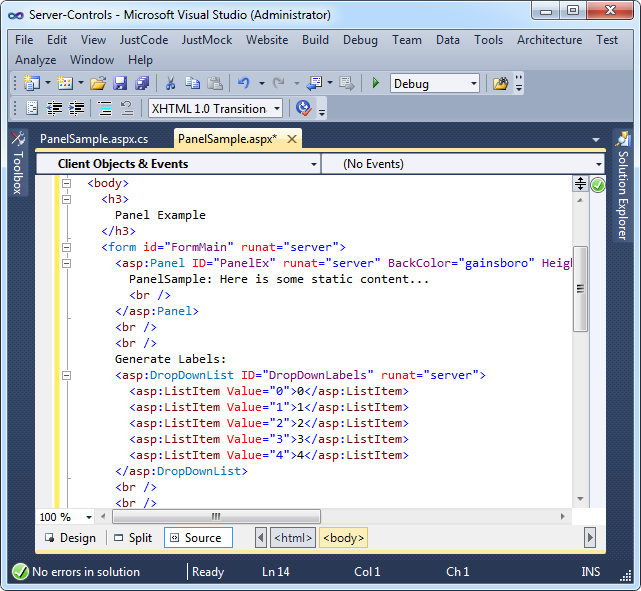 Server-Controls - Microsoft Visual Studio (Administrator)
File Edit View JustCode JustMock Website Build Debug Team Data Tools Architecture Test
Analyze Window Help
Debug
XHTML 1.0 Transition
PanelSample.aspx.cs PanelSample.aspx*
Toolbox
Solution Explorer
Client Objects & Events (No Events)
<body>
<h3>
Panel Example
</h3>
<form id="FormMain" runat="server">
<asp:Panel ID="PanelEx" runat="server" BackColor="gainsboro" Heigh
PanelSample: Here is some static content...
<br />
</asp:Panel>
<br />
<br />
Generate Labels:
<asp:DropDownList ID="DropDownLabels" runat="server">
<asp:ListItem Value="0">0</asp:ListItem>
<asp:ListItem Value="1">1</asp:ListItem>
<asp:ListItem Value="2">2</asp:ListItem>
<asp:ListItem Value="3">3</asp:ListItem>
<asp:ListItem Value="4">4</asp:ListItem>
</asp:DropDownList>
<br />
<br />
100 %
Design Split Source <html> <body>
No errors in solution Ready Ln 14 Col 1 Ch 1 INS